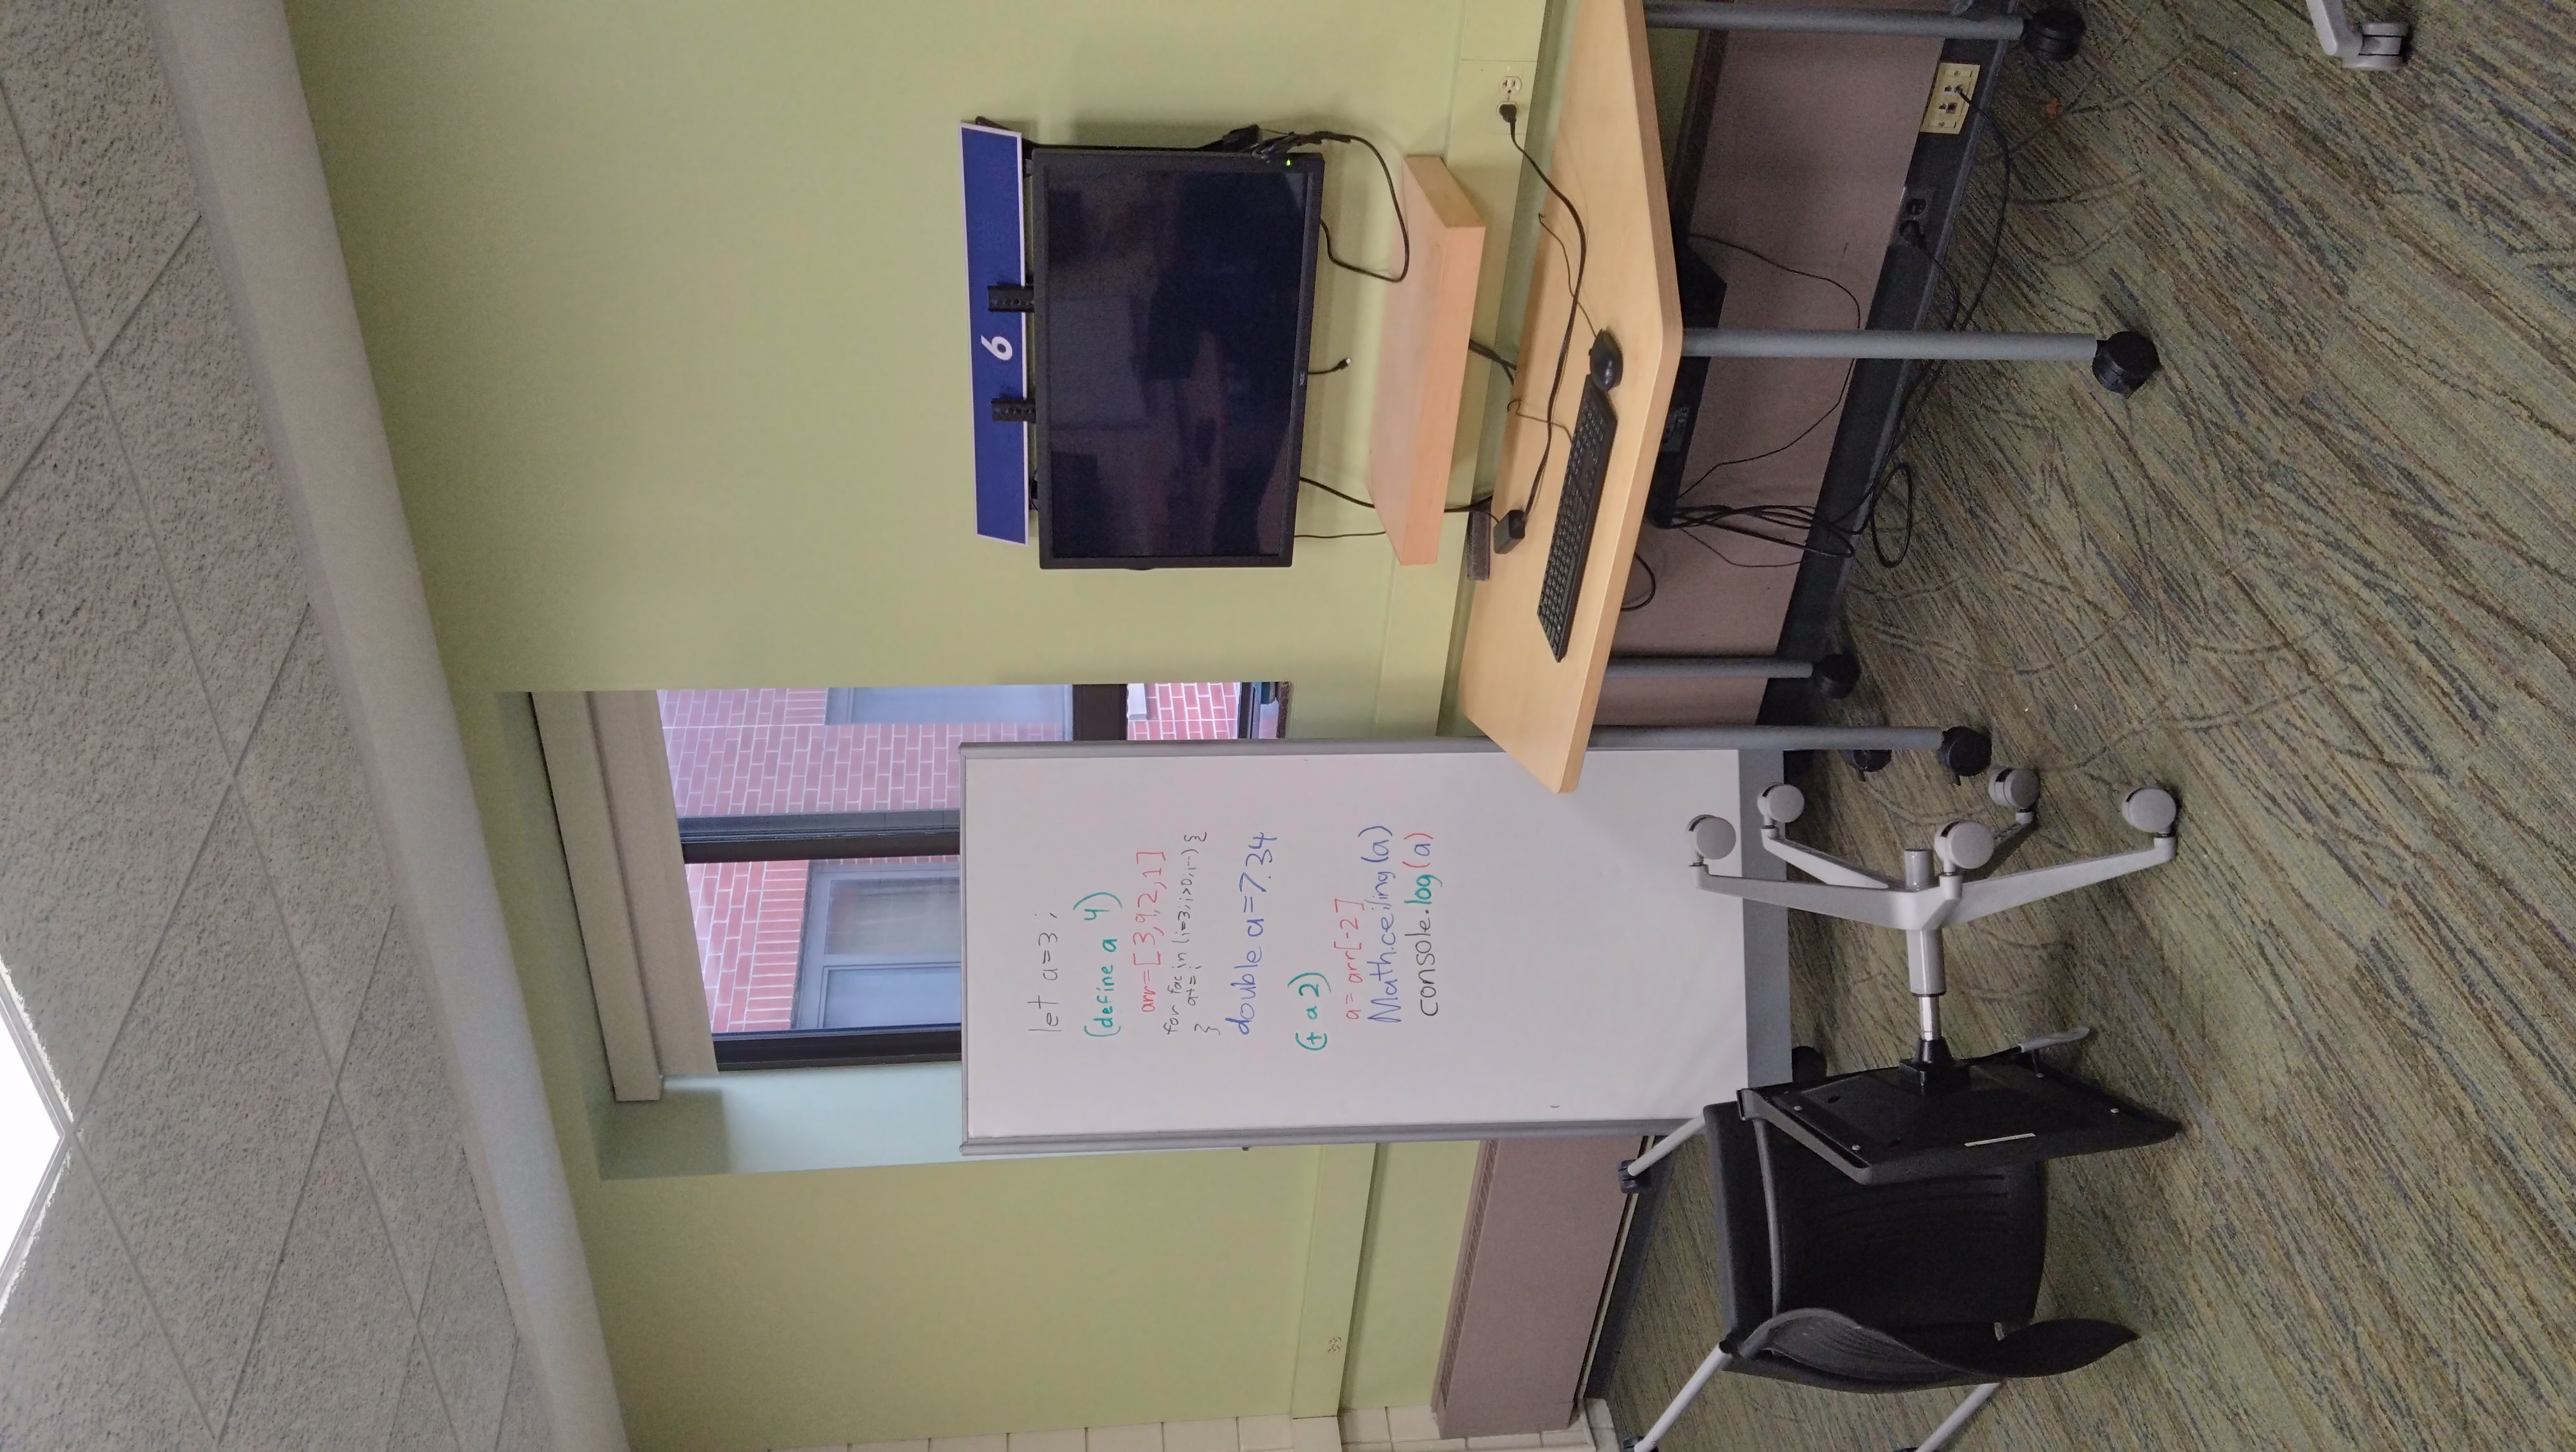 let a=3;
(define a 4)
arr=[3,9,2,1]
for fac in (i=3;i>0;i--) {
a+=i
}
double a=7.34
(+ a 2)
a= arr[-2]
Math.ceiling(a)
console.log(a)
6
NEC